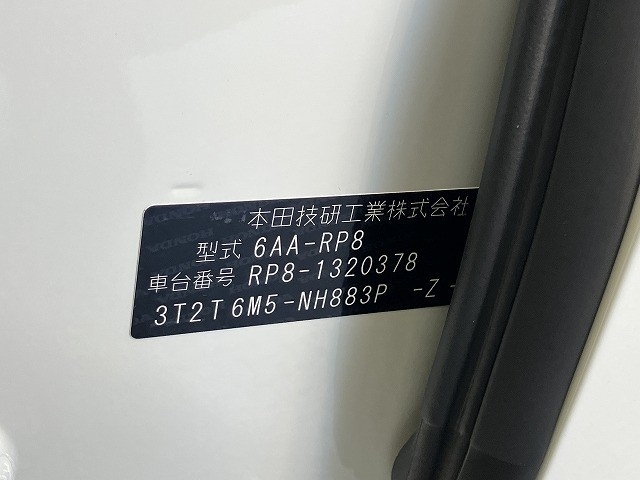 本田技研工業株式会社
型式 6AA-RP8
車台番号 RP8-1320378
3T2T6M5-NH883P -Z -